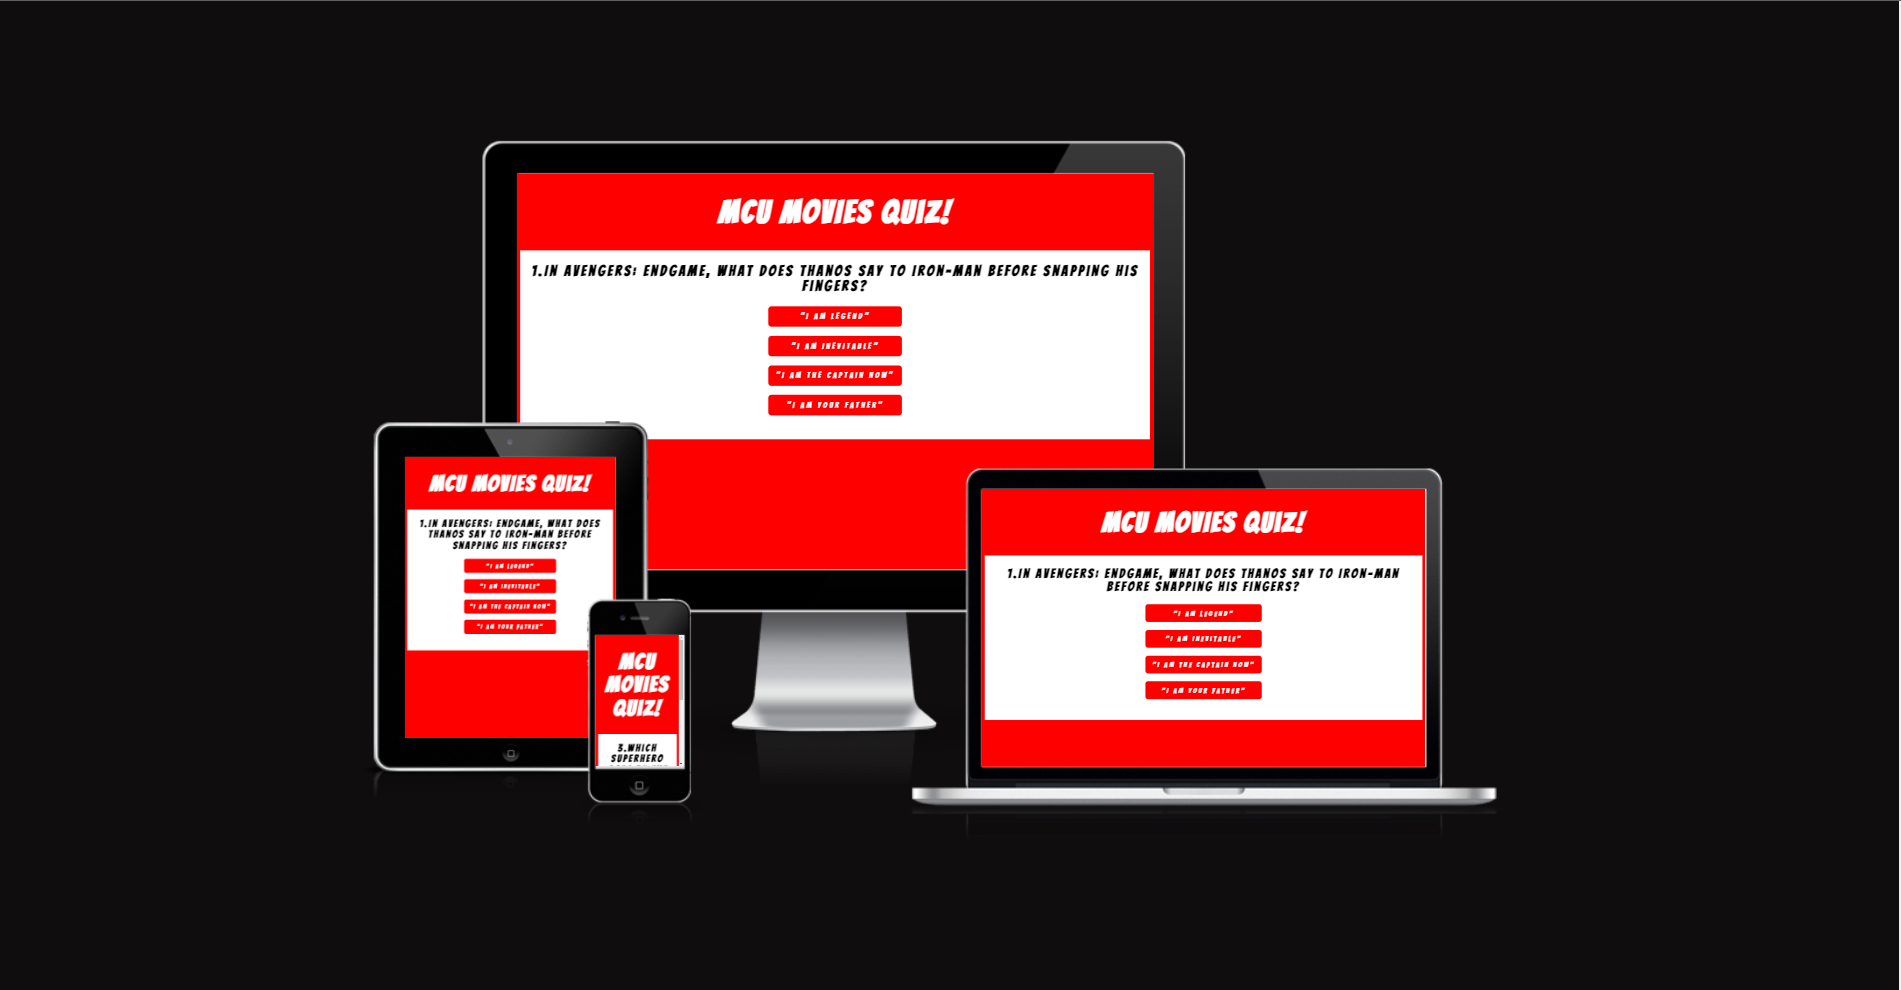 MCU MOVIES QUIZ!
1.IN AVENGERS: ENDGAME, WHAT DOES THANOS SAY TO IRON-MAN BEFORE SNAPPING HIS
FINGERS?
"I AM LEGEND"
"I AM INEVITABLE"
"I AM THE CAPTAIN NOW"
"I AM YOUR FATHER"
MCU MOVIES QUIZ!
1.IN AVENGERS: ENDGAME, WHAT DOES
THANOS SAY TO IRON-MAN BEFORE
SNAPPING HIS FINGERS?
"I AM LEGEND"
"I AM INEVITABLE"
"I AM THE CAPTAIN NOW"
"I AM YOUR FATHER"
MCU
MOVIES
QUIZ!
3.WHICH
SUPERHERO
MCU MOVIES QUIZ!
1.IN AVENGERS: ENDGAME, WHAT DOES THANOS SAY TO IRON-MAN
BEFORE SNAPPING HIS FINGERS?
"I AM LEGEND"
"I AM INEVITABLE"
"I AM THE CAPTAIN NOW"
"I AM YOUR FATHER"